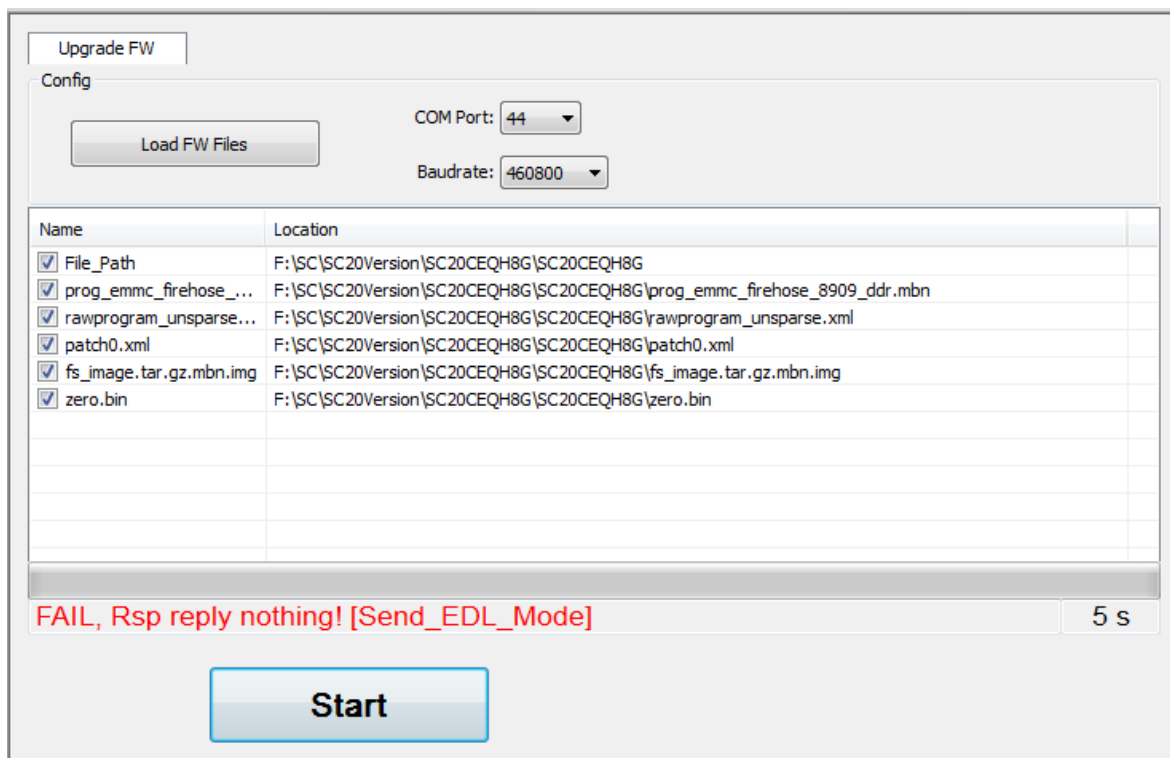 Upgrade FW
Config
Load FW Files
COM Port: 44
Baudrate: 460800
Name Location
File_Path F:\SC\SC20Version\SC20CEQH8G\SC20CEQH8G
prog_emmc_firehose_... F:\SC\SC20Version\SC20CEQH8G\SC20CEQH8G\prog_emmc_firehose_8909_ddr.mbn
rawprogram_unsparse... F:\SC\SC20Version\SC20CEQH8G\SC20CEQH8G\rawprogram_unsparse.xml
patch0.xml F:\SC\SC20Version\SC20CEQH8G\SC20CEQH8G\patch0.xml
fs_image.tar.gz.mbn.img F:\SC\SC20Version\SC20CEQH8G\SC20CEQH8G\fs_image.tar.gz.mbn.img
zero.bin F:\SC\SC20Version\SC20CEQH8G\SC20CEQH8G\zero.bin
FAIL, Rsp reply nothing! [Send_EDL_Mode] 5 s
Start